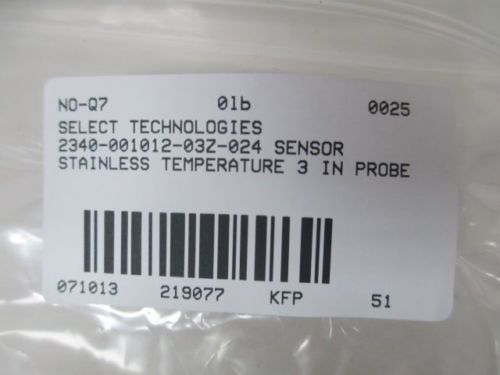 NO-Q7 01b 0025
SELECT TECHNOLOGIES
2340-001012-03Z-024 SENSOR
STAINLESS TEMPERATURE 3 IN PROBE
071013 219077 KFP 51